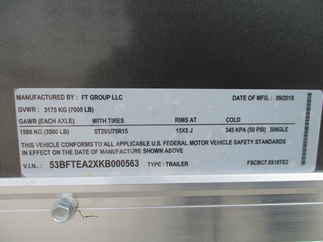 MANUFACTURED BY : FT GROUP LLC DATE OF MFG. : 09/2018
GVWR : 3175 KG (7000 LB)
GAWR (EACH AXLE) WITH TIRES RIMS AT COLD
1588 KG (3500 LB) ST205/75R15 15X5 J 345 KPA (50 PSI) SINGLE
THIS VEHICLE CONFORMS TO ALL APPLICABLE U.S. FEDERAL MOTOR VEHICLE SAFETY STANDARDS
IN EFFECT ON THE DATE OF MANUFACTURE SHOWN ABOVE
V.I.N. : 53BFTEA2XKB000563 TYPE : TRAILER